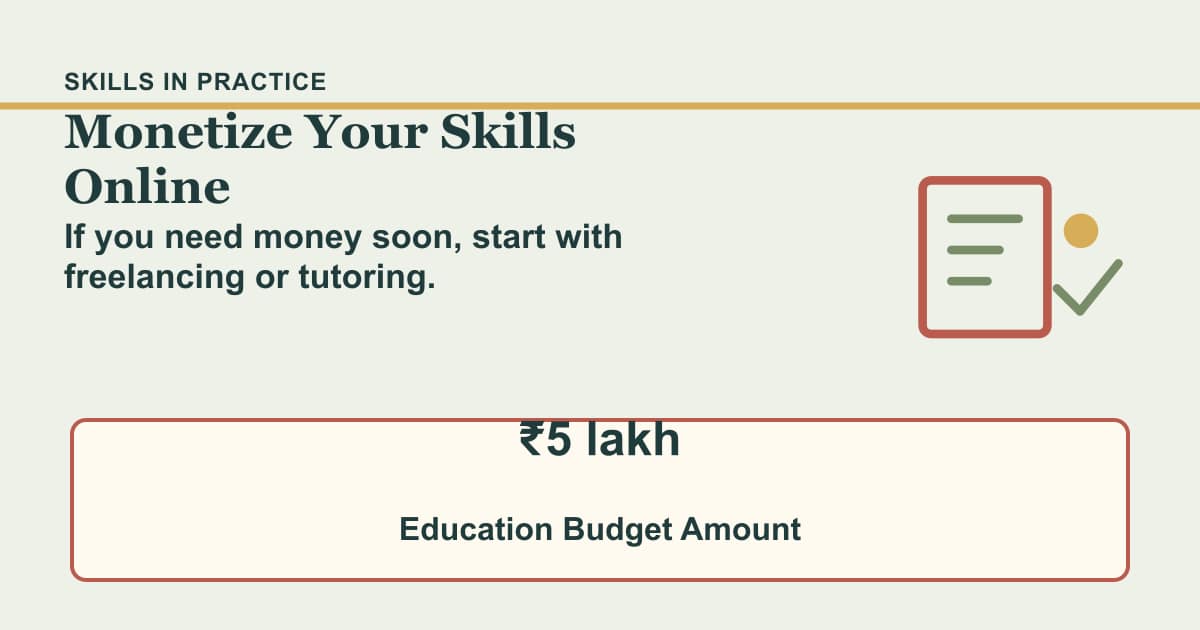 SKILLS IN PRACTICE
Monetize Your Skills
Online
If you need money soon, start with
freelancing or tutoring.
₹5 lakh
Education Budget Amount